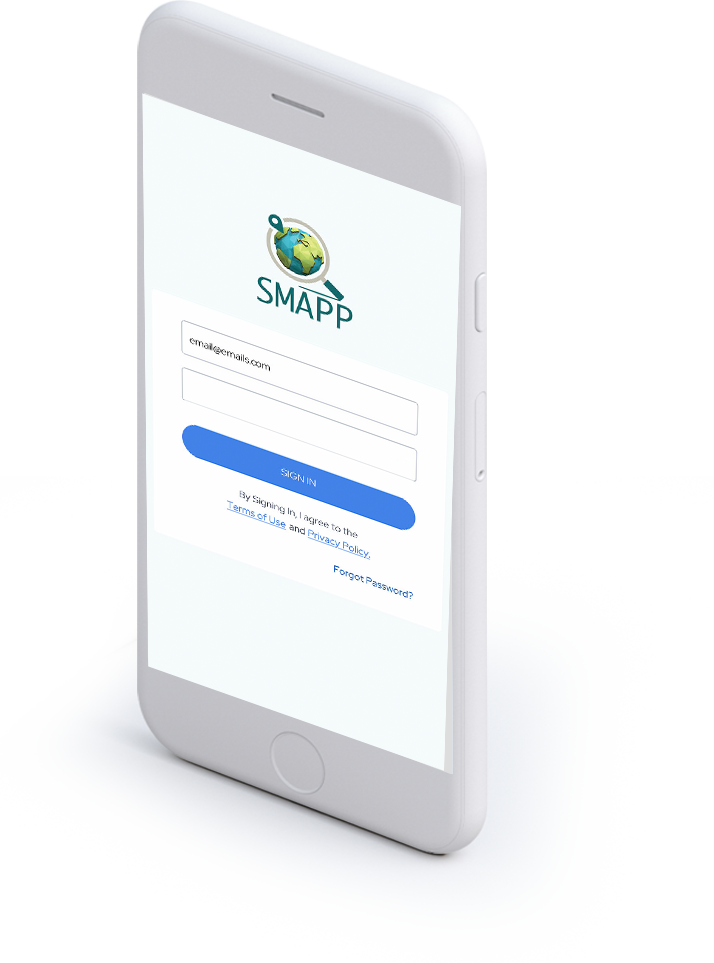 SMAPP
email@emails.com
SIGN IN
By Signing In, I agree to the
Terms of Use and Privacy Policy.
Forgot Password?